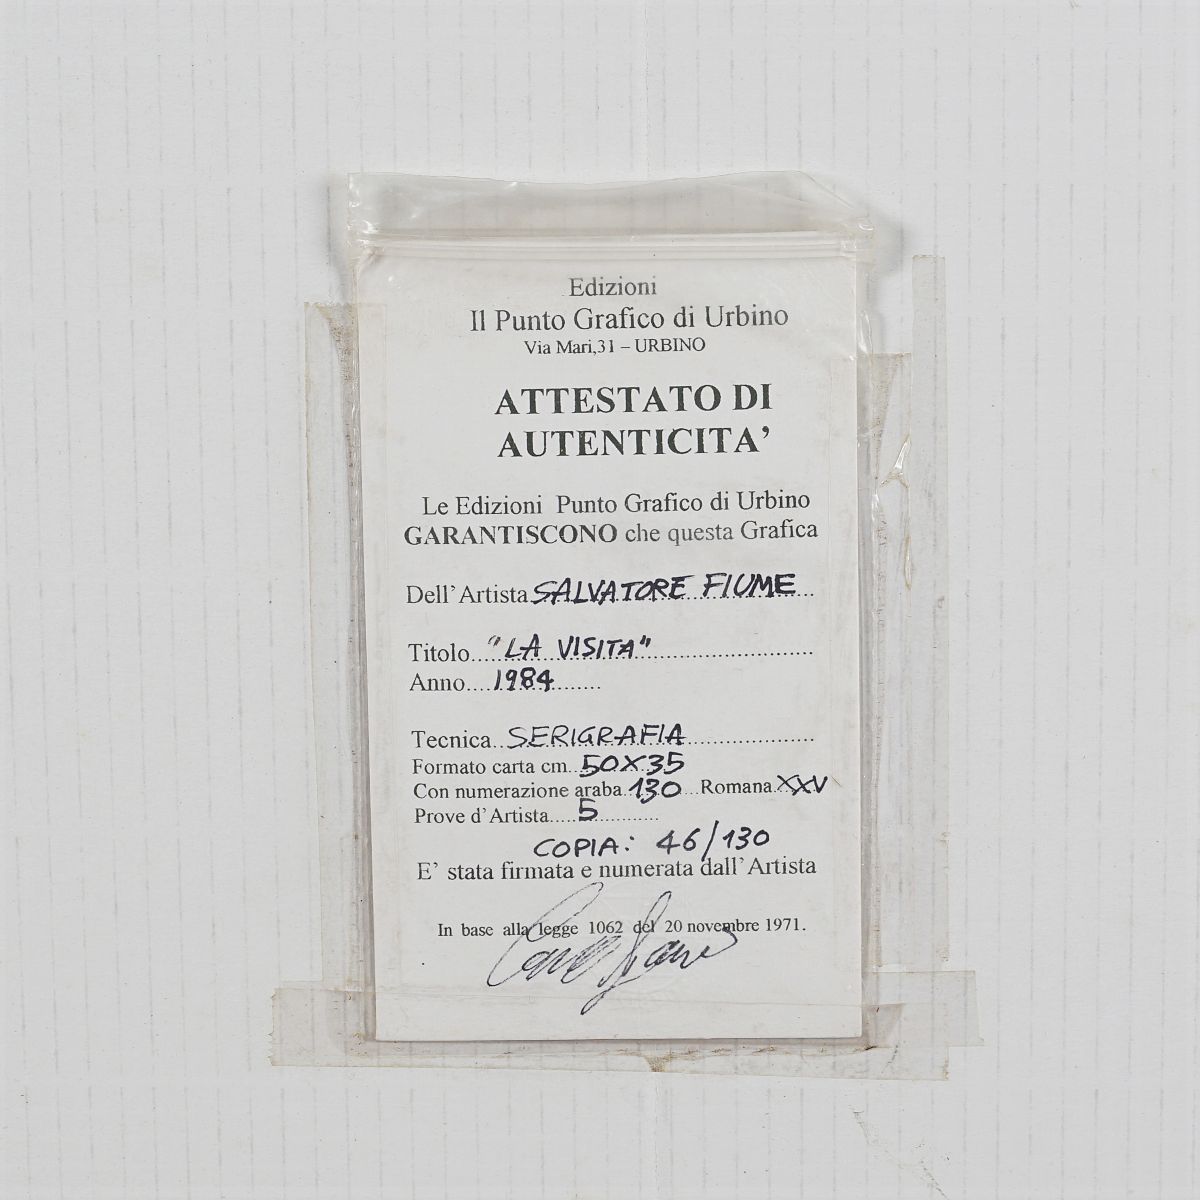 Edizioni
Il Punto Grafico di Urbino
Via Mari,31 – URBINO
ATTESTATO DI
AUTENTICITA’
Le Edizioni Punto Grafico di Urbino
GARANTISCONO che questa Grafica
Dell’Artista SALVATORE FIUME
Titolo....."LA VISITA"
Anno....1984
Tecnica..SERIGRAFIA
Formato carta cm...50X35
Con numerazione araba..130...Romana.XXV
Prove d’Artista.....5
COPIA: 46/130
E’ stata firmata e numerata dall’Artista
In base alla legge 1062 del 20 novembre 1971.